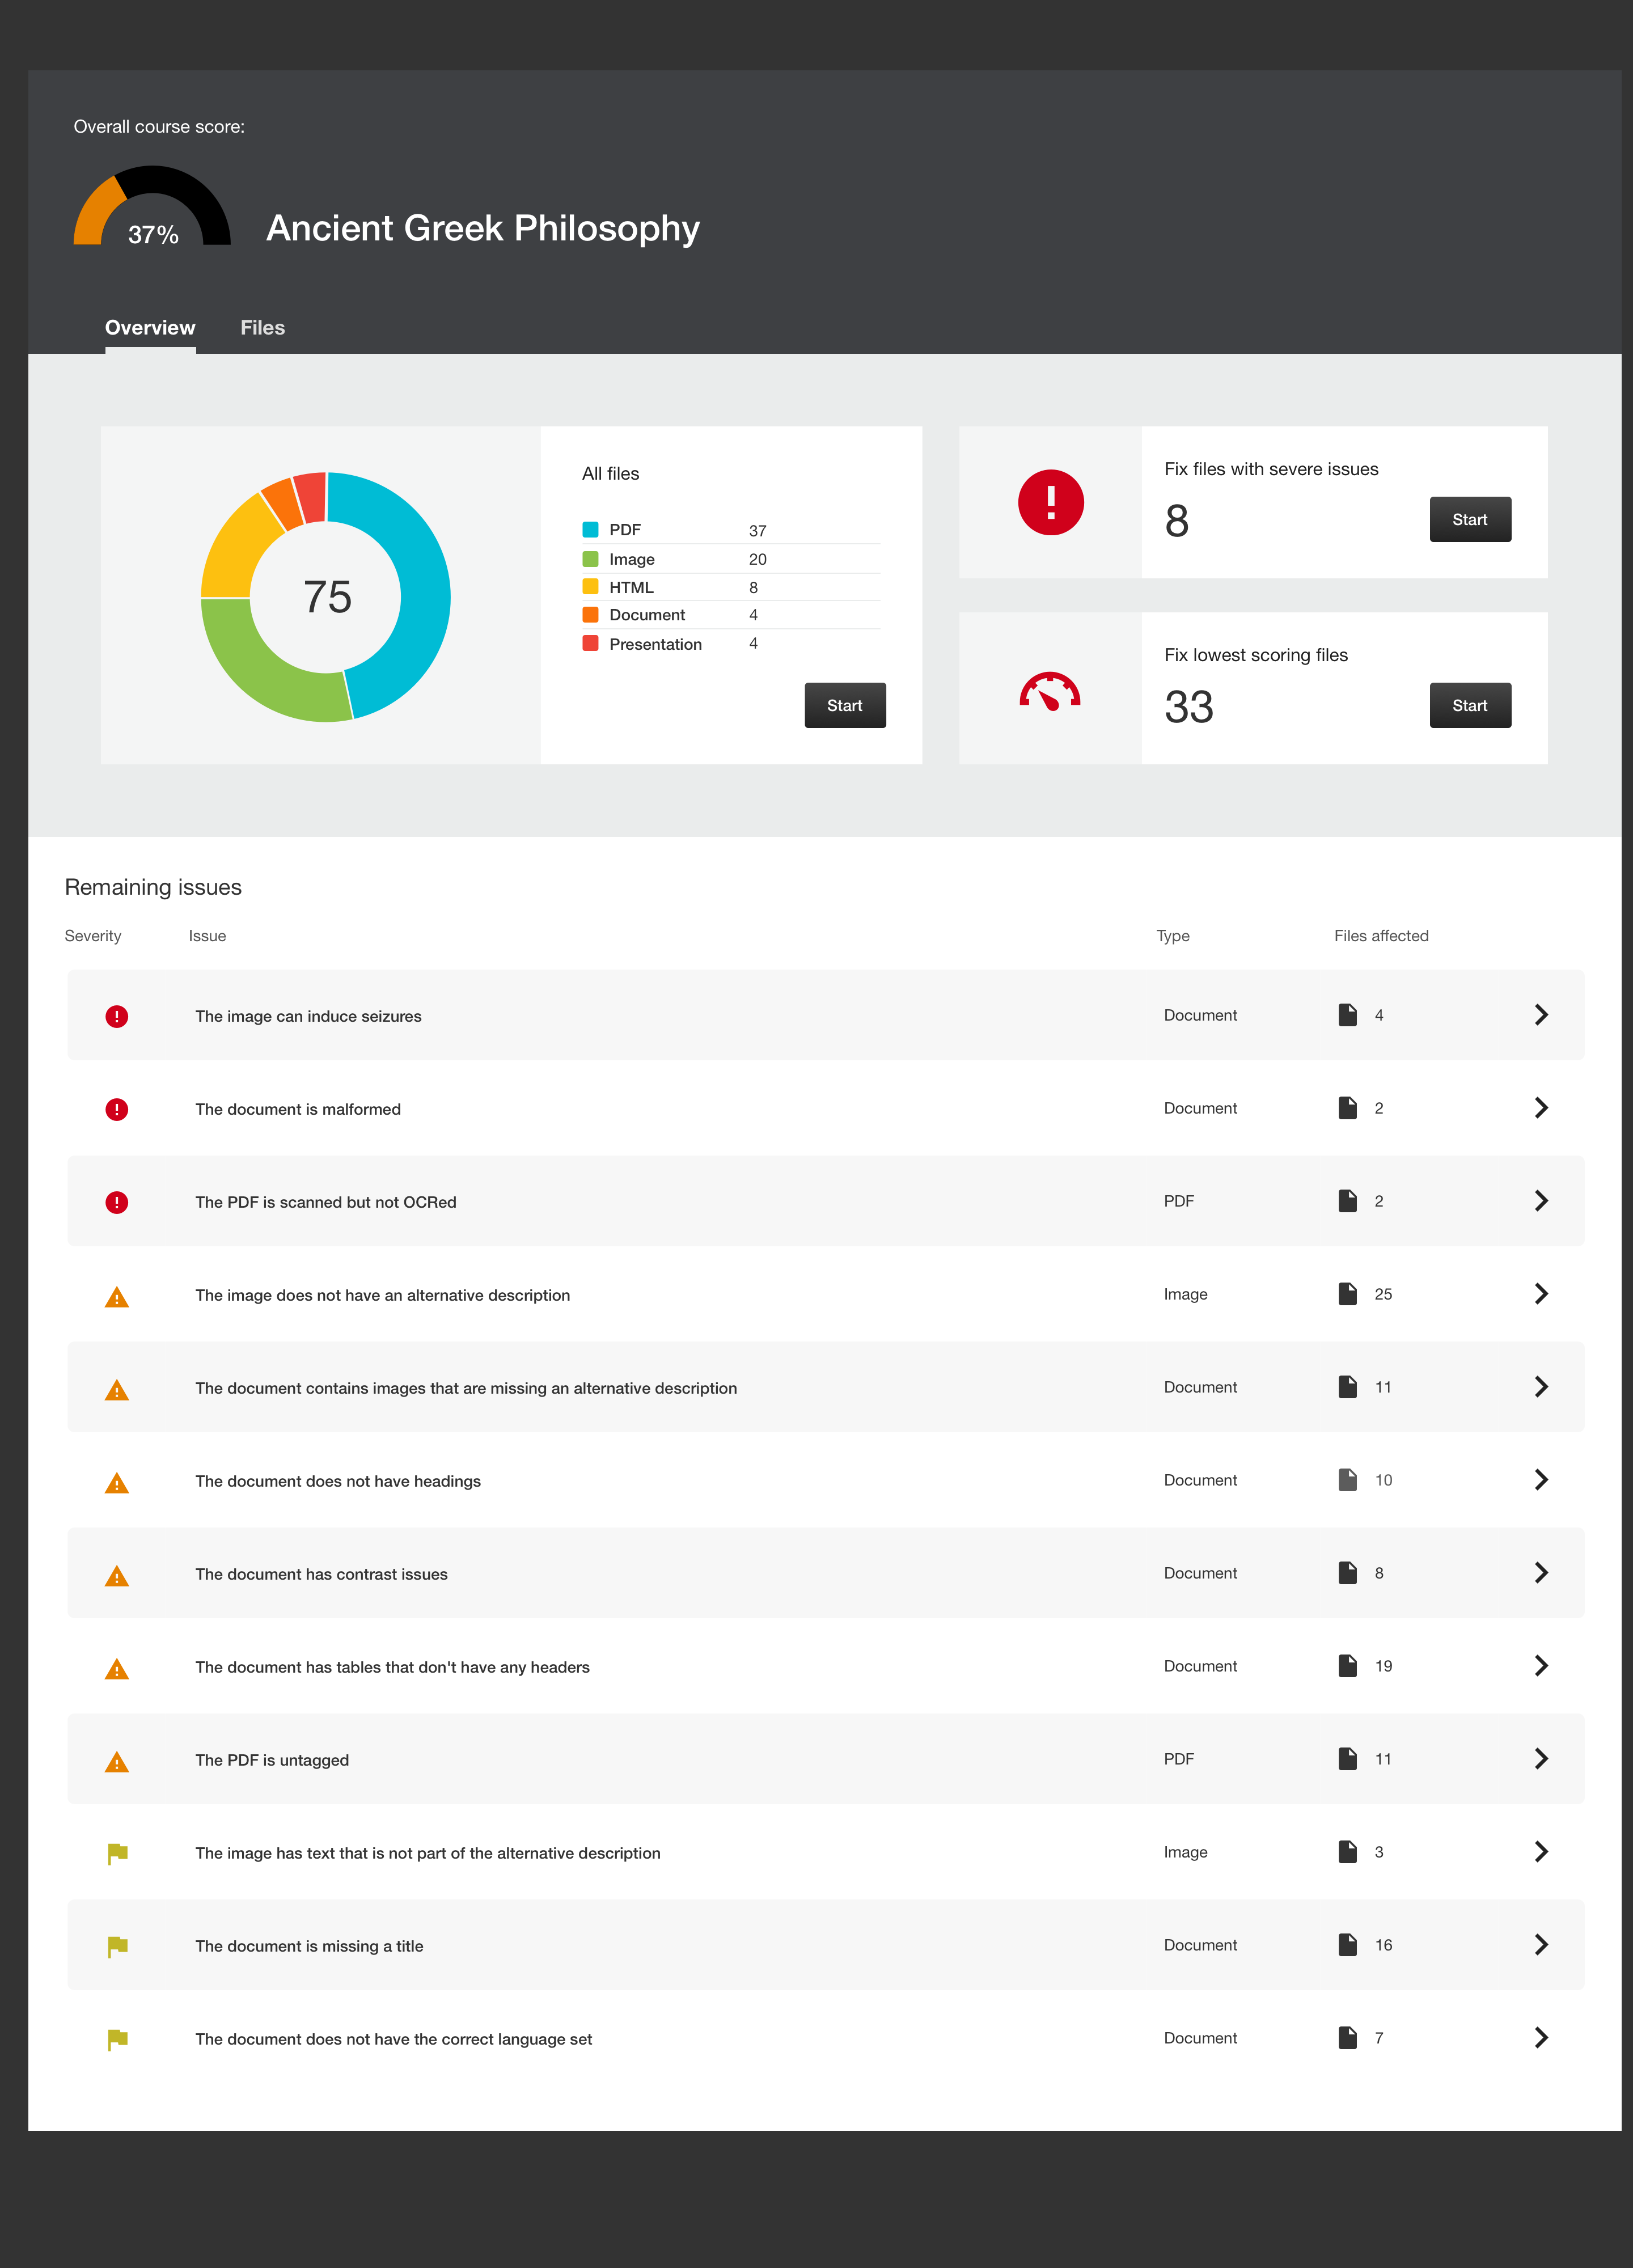 Overall course score:
37%
Ancient Greek Philosophy
Overview Files
75
All files
PDF 37
Image 20
HTML 8
Document 4
Presentation 4
Start
Fix files with severe issues
8
Start
Fix lowest scoring files
33
Start
Remaining issues
Severity Issue Type Files affected
The image can induce seizures Document 4
The document is malformed Document 2
The PDF is scanned but not OCRed PDF 2
The image does not have an alternative description Image 25
The document contains images that are missing an alternative description Document 11
The document does not have headings Document 10
The document has contrast issues Document 8
The document has tables that don't have any headers Document 19
The PDF is untagged PDF 11
The image has text that is not part of the alternative description Image 3
The document is missing a title Document 16
The document does not have the correct language set Document 7